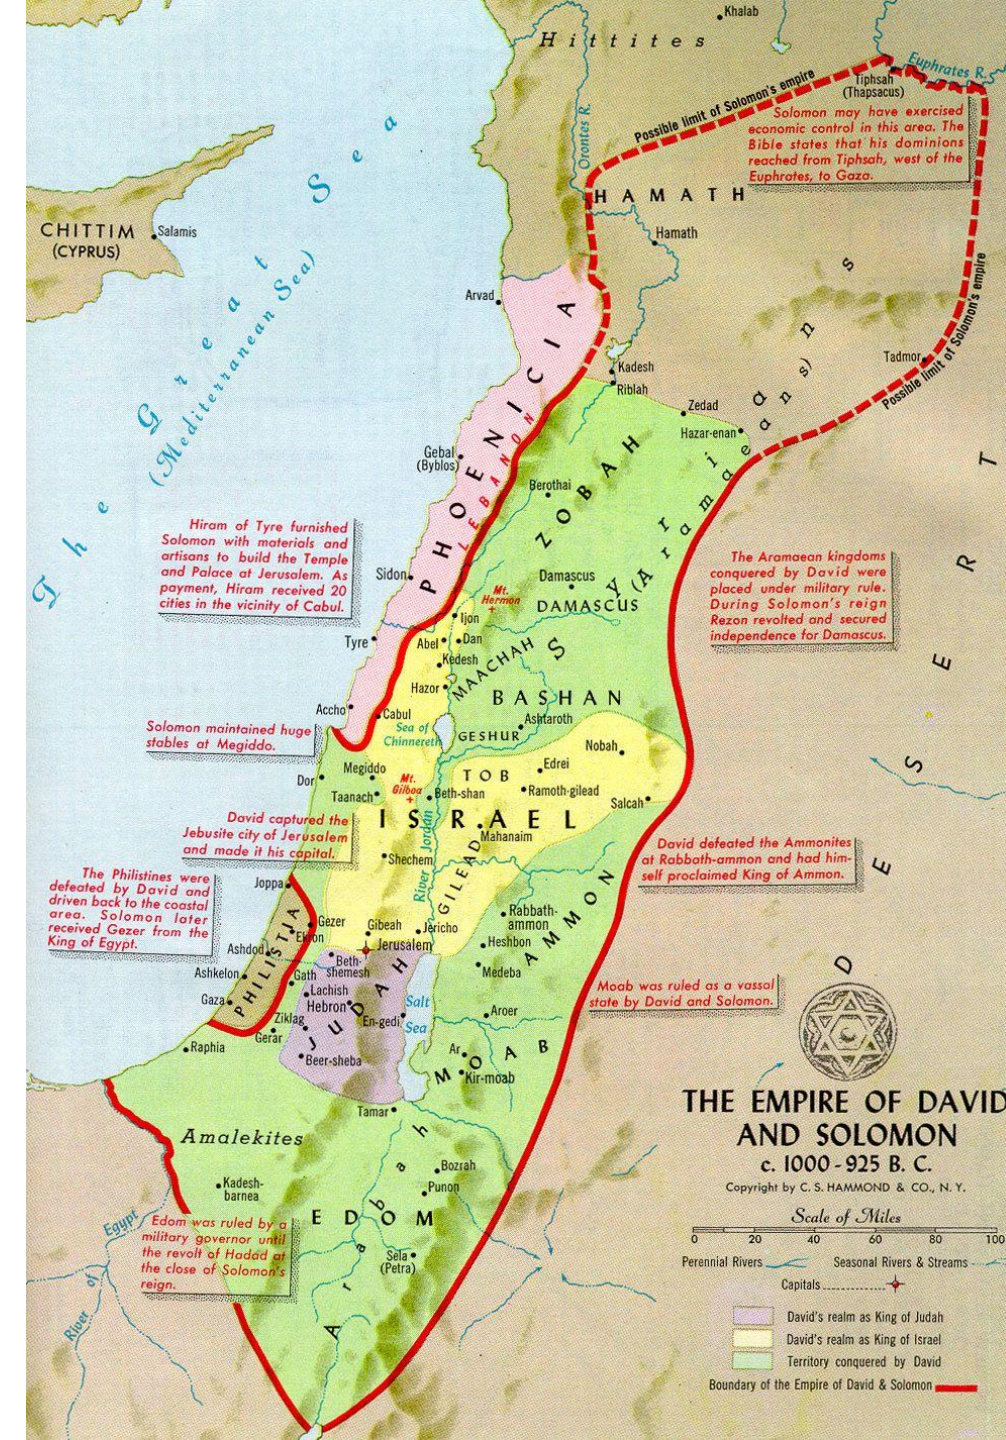 Khalab
Hittites
Euphrates R.
Tiphsah
(Thapsacus)
Possible limit of Solomon's empire
Solomon may have exercised
economic control in this area. The
Bible states that his dominions
reached from Tiphsah, west of the
Euphrates, to Gaza.
Orontes R.
HAMATH
Hamath
CHITTIM
(CYPRUS)
Salamis
The Great Sea
(Mediterranean Sea)
Arvad
PHOENICIA
LEBANON
Kadesh
Riblah
Tadmor
Possible limit of Solomon's empire
Zedad
Hazar-enan
Syrians
(Aramaeans)
Gebal
(Byblos)
Berothai
ZOBAH
Hiram of Tyre furnished
Solomon with materials and
artisans to build the Temple
and Palace at Jerusalem. As
payment, Hiram received 20
cities in the vicinity of Cabul.
Sidon
Damascus
DAMASCUS
Mt.
Hermon
The Aramaean kingdoms
conquered by David were
placed under military rule.
During Solomon's reign
Rezon revolted and secured
independence for Damascus.
DESERT
Ijon
Tyre
Abel
Dan
Kedesh
MAACHAH
Hazor
BASHAN
Accho
Cabul
Sea of
Chinnereth
Ashtaroth
GESHUR
Solomon maintained huge
stables at Megiddo.
Nobah
Edrei
TOB
Dor
Megiddo
Taanach
Mt.
Gilboa
Beth-shan
Ramoth-gilead
Salcah
ISRAEL
David captured the
Jebusite city of Jerusalem
and made it his capital.
Mahanaim
Shechem
River Jordan
GILEAD
David defeated the Ammonites
at Rabbath-ammon and had him-
self proclaimed King of Ammon.
The Philistines were
defeated by David and
driven back to the coastal
area. Solomon later
received Gezer from the
King of Egypt.
Joppa
PHILISTIA
Gezer
Ekron
Gibeah
Jericho
Rabbath-
ammon
AMMON
Ashdod
Jerusalem
Heshbon
Beth-
shemesh
Medeba
Ashkelon
Gath
Lachish
Hebron
JUDAH
Salt
Sea
Gaza
Ziklag
En-gedi
Aroer
Moab was ruled as a vassal
state by David and Solomon.
Gerar
Raphia
Beer-sheba
Ar
MOAB
Kir-moab
Tamar
Amalekites
Arabah
Kadesh-
barnea
Bozrah
Punon
EDOM
Edom was ruled by a
military governor until
the revolt of Hadad at
the close of Solomon's
reign.
Sela
(Petra)
River of Egypt
THE EMPIRE OF DAVID
AND SOLOMON
c. 1000-925 B. C.
Copyright by C. S. HAMMOND & CO., N. Y.
Scale of Miles
0 20 40 60 80 100
Perennial Rivers
Seasonal Rivers & Streams
Capitals
David's realm as King of Judah
David's realm as King of Israel
Territory conquered by David
Boundary of the Empire of David & Solomon